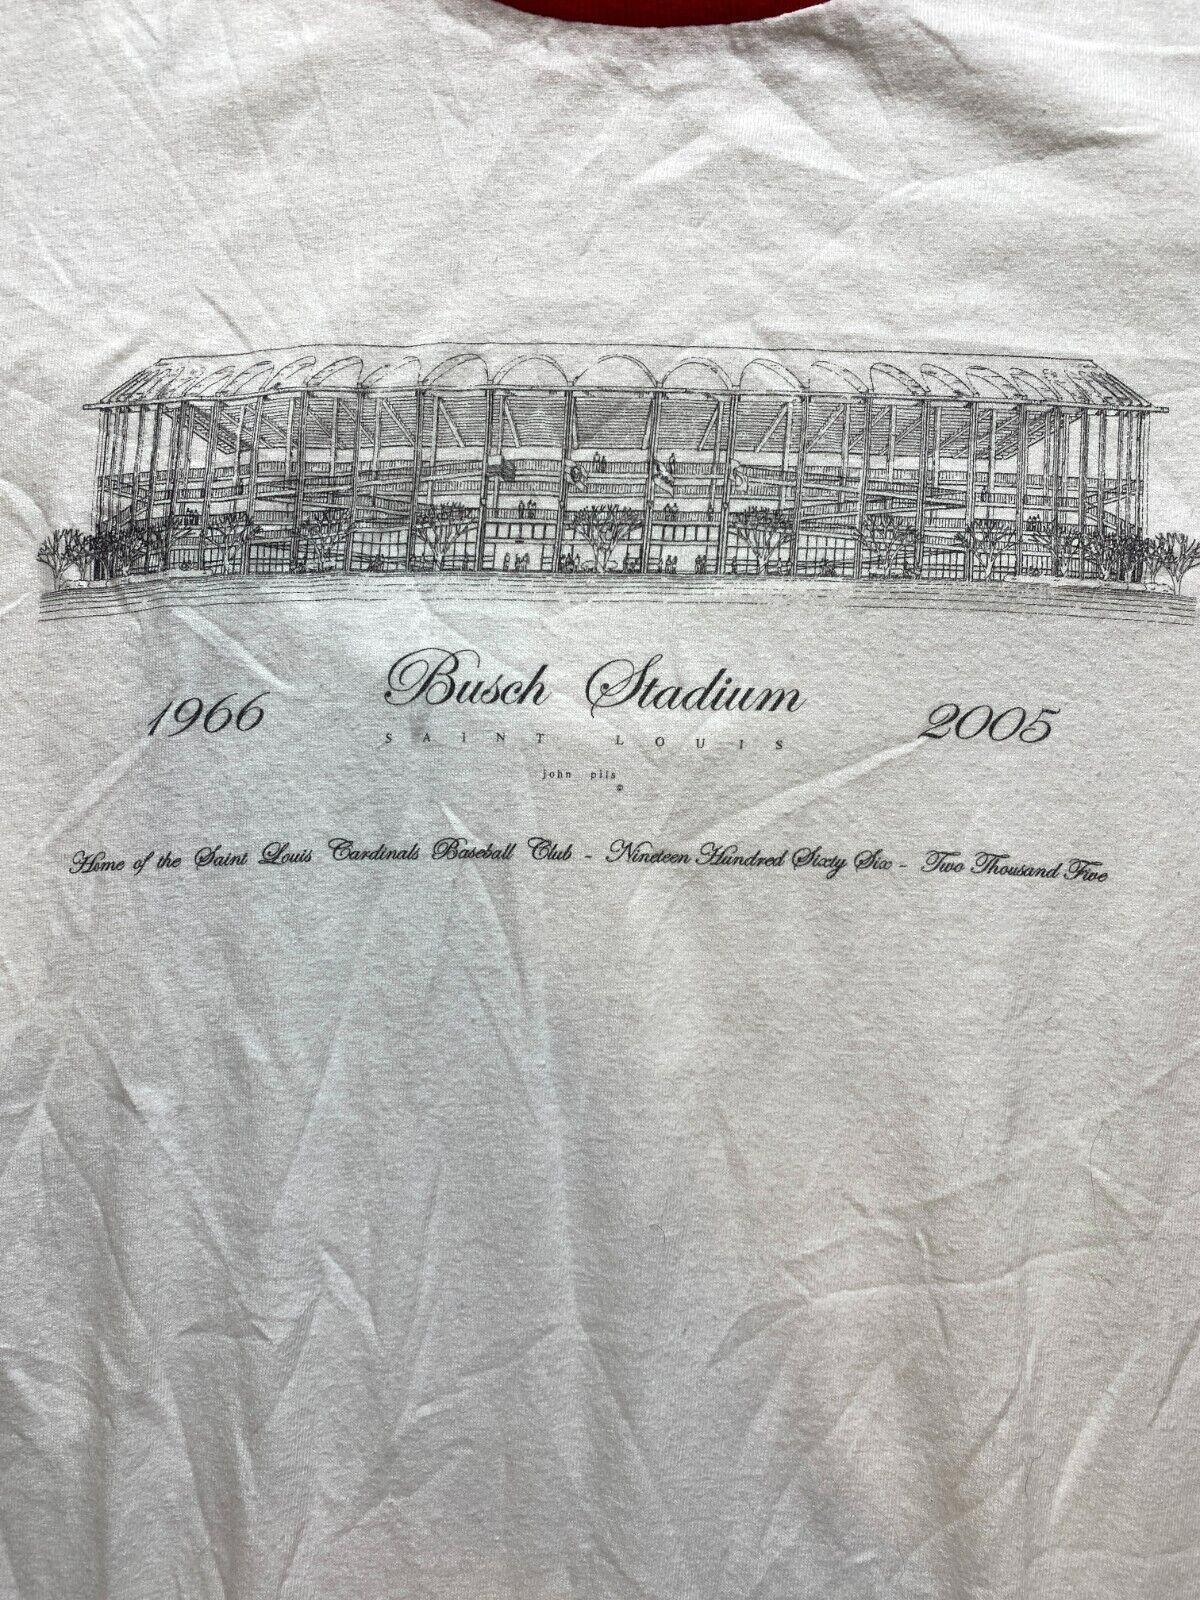 Busch Stadium
1966 2005
SAINT LOUIS
john pils
©
Home of the Saint Louis Cardinals Baseball Club - Nineteen Hundred Sixty Six - Two Thousand Five